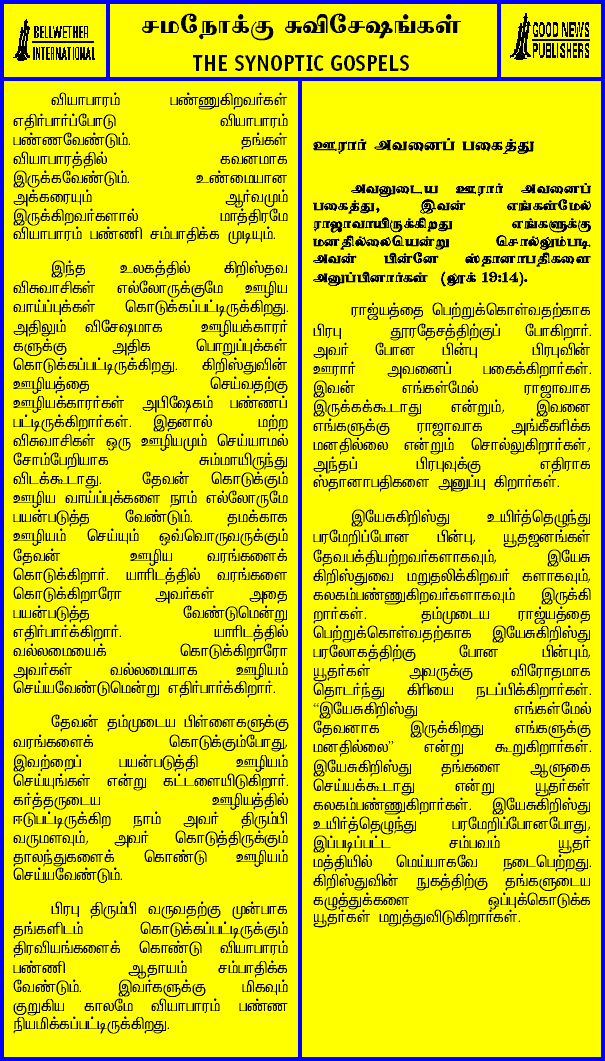 BELLWETHER
INTERNATIONAL
சமநோக்கு சுவிசேஷங்கள்
THE SYNOPTIC GOSPELS
GOOD NEWS
PUBLISHERS
வியாபாரம் பண்ணுகிறவர்கள்
எதிர்பார்ப்போடு வியாபாரம்
பண்ணவேண்டும். தங்கள்
வியாபாரத்தில் கவனமாக
இருக்கவேண்டும். உண்மையான
அக்கரையும் ஆர்வமும்
இருக்கிறவர்களால் மாத்திரமே
வியாபாரம் பண்ணி சம்பாதிக்க முடியும்.
இந்த உலகத்தில் கிறிஸ்தவ
விசுவாசிகள் எல்லோருக்குமே ஊழிய
வாய்ப்புக்கள் கொடுக்கப்பட்டிருக்கிறது.
அதிலும் விசேஷமாக ஊழியக்காரர்
களுக்கு அதிக பொறுப்புக்கள்
கொடுக்கப்பட்டிருக்கிறது. கிறிஸ்துவின்
ஊழியத்தை செய்வதற்கு
ஊழியக்காரர்கள் அபிஷேகம் பண்ணப்
பட்டிருக்கிறார்கள். இதனால் மற்ற
விசுவாசிகள் ஒரு ஊழியமும் செய்யாமல்
சோம்பேறியாக சும்மாயிருந்து
விடக்கூடாது. தேவன் கொடுக்கும்
ஊழிய வாய்ப்புக்களை நாம் எல்லோருமே
பயன்படுத்த வேண்டும். தமக்காக
ஊழியம் செய்யும் ஒவ்வொருவருக்கும்
தேவன் ஊழிய வரங்களைக்
கொடுக்கிறார். யாரிடத்தில் வரங்களை
கொடுக்கிறாரோ அவர்கள் அதை
பயன்படுத்த வேண்டுமென்று
எதிர்பார்க்கிறார். யாரிடத்தில்
வல்லமையைக் கொடுக்கிறாரோ
அவர்கள் வல்லமையாக ஊழியம்
செய்யவேண்டுமென்று எதிர்பார்க்கிறார்.
தேவன் தம்முடைய பிள்ளைகளுக்கு
வரங்களைக் கொடுக்கும்போது,
இவற்றைப் பயன்படுத்தி ஊழியம்
செய்யுங்கள் என்று கட்டளையிடுகிறார்.
கர்த்தருடைய ஊழியத்தில்
ஈடுபட்டிருக்கிற நாம் அவர் திரும்பி
வருமளவும், அவர் கொடுத்திருக்கும்
தாலந்துகளைக் கொண்டு ஊழியம்
செய்யவேண்டும்.
பிரபு திரும்பி வருவதற்கு முன்பாக
தங்களிடம் கொடுக்கப்பட்டிருக்கும்
திரவியங்களைக் கொண்டு வியாபாரம்
பண்ணி ஆதாயம் சம்பாதிக்க
வேண்டும். இவர்களுக்கு மிகவும்
குறுகிய காலமே வியாபாரம் பண்ண
நியமிக்கப்பட்டிருக்கிறது.
ஊரார் அவனைப் பகைத்து
அவனுடைய ஊரார் அவனைப்
பகைத்து, இவன் எங்கள்மேல்
ராஜாவாயிருக்கிறது எங்களுக்கு
மனதில்லையென்று சொல்லும்படி
அவன் பின்னே ஸ்தானாபதிகளை
அனுப்பினார்கள் (லூக் 19:14).
ராஜ்யத்தை பெற்றுக்கொள்வதற்காக
பிரபு தூரதேசத்திற்குப் போகிறார்.
அவர் போன பின்பு பிரபுவின்
ஊரார் அவனைப் பகைக்கிறார்கள்.
இவன் எங்கள்மேல் ராஜாவாக
இருக்கக்கூடாது என்றும், இவனை
எங்களுக்கு ராஜாவாக அங்கீகரிக்க
மனதில்லை என்றும் சொல்லுகிறார்கள்,
அந்தப் பிரபுவுக்கு எதிராக
ஸ்தானாபதிகளை அனுப்பு கிறார்கள்.
இயேசுகிறிஸ்து உயிர்த்தெழுந்து
பரமேறிப்போன பின்பு, யூதஜனங்கள்
தேவபக்தியற்றவர்களாகவும், இயேசு
கிறிஸ்துவை மறுதலிக்கிறவர் களாகவும்,
கலகம்பண்ணுகிறவர்களாகவும் இருக்கி
றார்கள். தம்முடைய ராஜ்யத்தை
பெற்றுக்கொள்வதற்காக இயேசுகிறிஸ்து
பரலோகத்திற்கு போன பின்பும்,
யூதர்கள் அவருக்கு விரோதமாக
தொடர்ந்து கிரியை நடப்பிக்கிறார்கள்.
“இயேசுகிறிஸ்து எங்கள்மேல்
தேவனாக இருக்கிறது எங்களுக்கு
மனதில்லை” என்று கூறுகிறார்கள்.
இயேசுகிறிஸ்து தங்களை ஆளுகை
செய்யக்கூடாது என்று யூதர்கள்
கலகம்பண்ணுகிறார்கள். இயேசுகிறிஸ்து
உயிர்த்தெழுந்து பரமேறிப்போனபோது,
இப்படிப்பட்ட சம்பவம் யூதர்
மத்தியில் மெய்யாகவே நடைபெற்றது.
கிறிஸ்துவின் நுகத்திற்கு தங்களுடைய
கழுத்துக்களை ஒப்புக்கொடுக்க
யூதர்கள் மறுத்துவிடுகிறார்கள்.